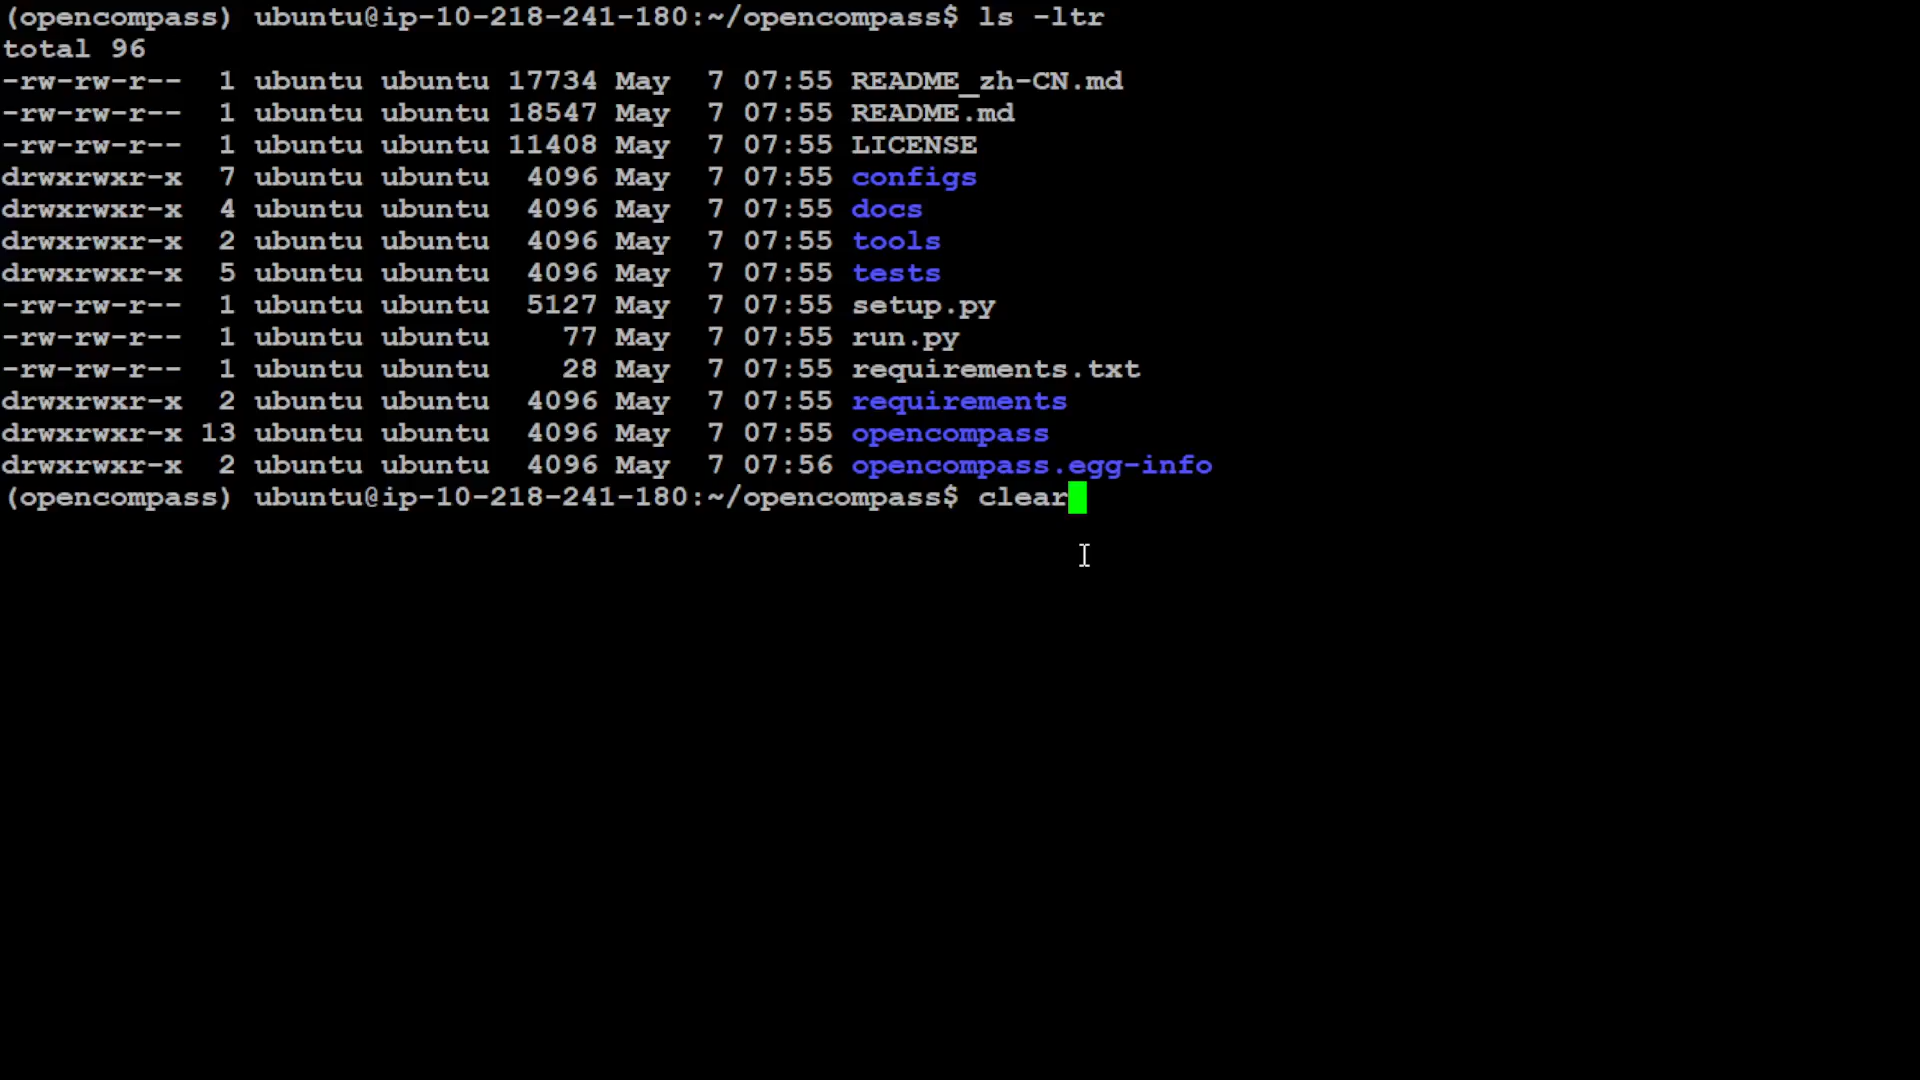 (opencompass) ubuntu@ip-10-218-241-180:~/opencompass$ ls -ltr
total 96
-rw-rw-r--  1 ubuntu ubuntu 17734 May  7 07:55 README_zh-CN.md
-rw-rw-r--  1 ubuntu ubuntu 18547 May  7 07:55 README.md
-rw-rw-r--  1 ubuntu ubuntu 11408 May  7 07:55 LICENSE
drwxrwxr-x  7 ubuntu ubuntu  4096 May  7 07:55 configs
drwxrwxr-x  4 ubuntu ubuntu  4096 May  7 07:55 docs
drwxrwxr-x  2 ubuntu ubuntu  4096 May  7 07:55 tools
drwxrwxr-x  5 ubuntu ubuntu  4096 May  7 07:55 tests
-rw-rw-r--  1 ubuntu ubuntu  5127 May  7 07:55 setup.py
-rw-rw-r--  1 ubuntu ubuntu    77 May  7 07:55 run.py
-rw-rw-r--  1 ubuntu ubuntu    28 May  7 07:55 requirements.txt
drwxrwxr-x  2 ubuntu ubuntu  4096 May  7 07:55 requirements
drwxrwxr-x 13 ubuntu ubuntu  4096 May  7 07:55 opencompass
drwxrwxr-x  2 ubuntu ubuntu  4096 May  7 07:56 opencompass.egg-info
(opencompass) ubuntu@ip-10-218-241-180:~/opencompass$ clear